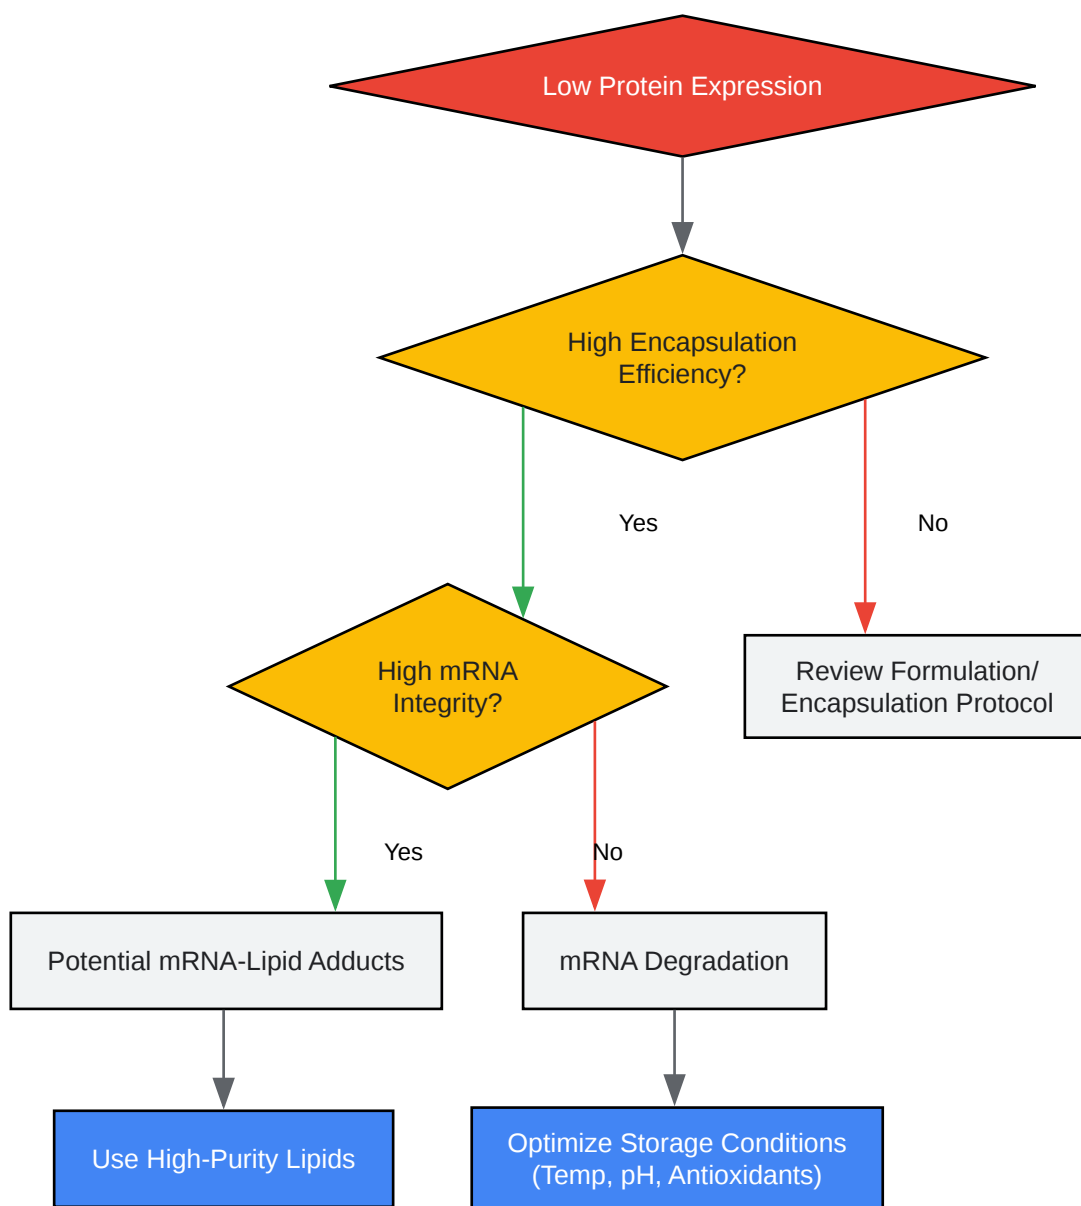 Low Protein Expression
High Encapsulation
Efficiency?
Yes
No
High mRNA
Integrity?
Review Formulation/
Encapsulation Protocol
Yes
No
Potential mRNA-Lipid Adducts
mRNA Degradation
Use High-Purity Lipids
Optimize Storage Conditions
(Temp, pH, Antioxidants)